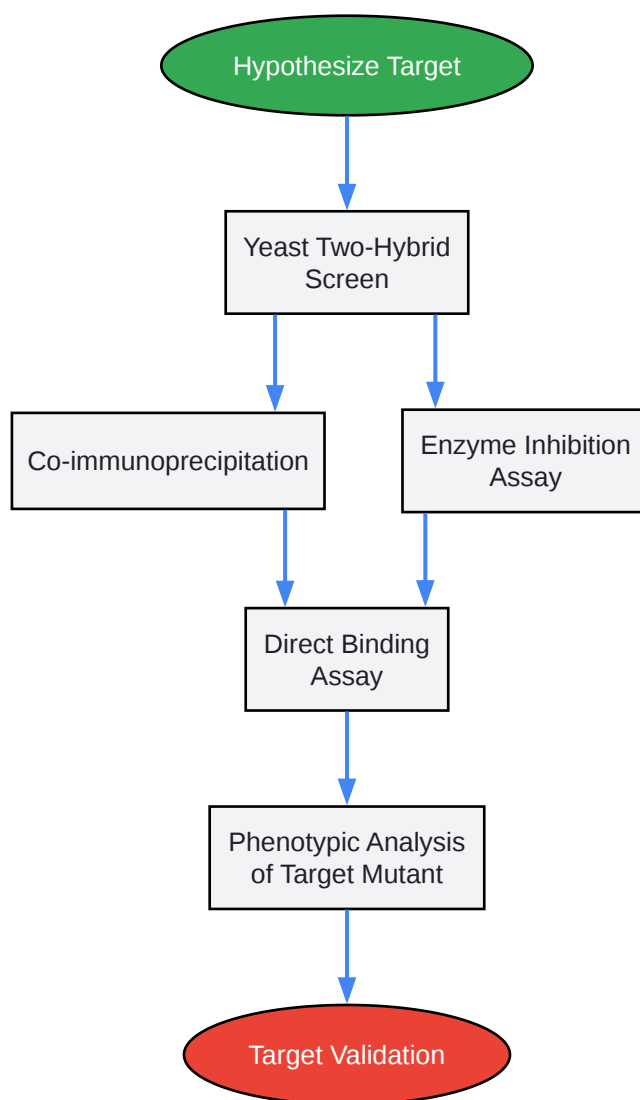 Hypothesize Target
Yeast Two-Hybrid
Screen
Co-immunoprecipitation
Enzyme Inhibition
Assay
Direct Binding
Assay
Phenotypic Analysis
of Target Mutant
Target Validation